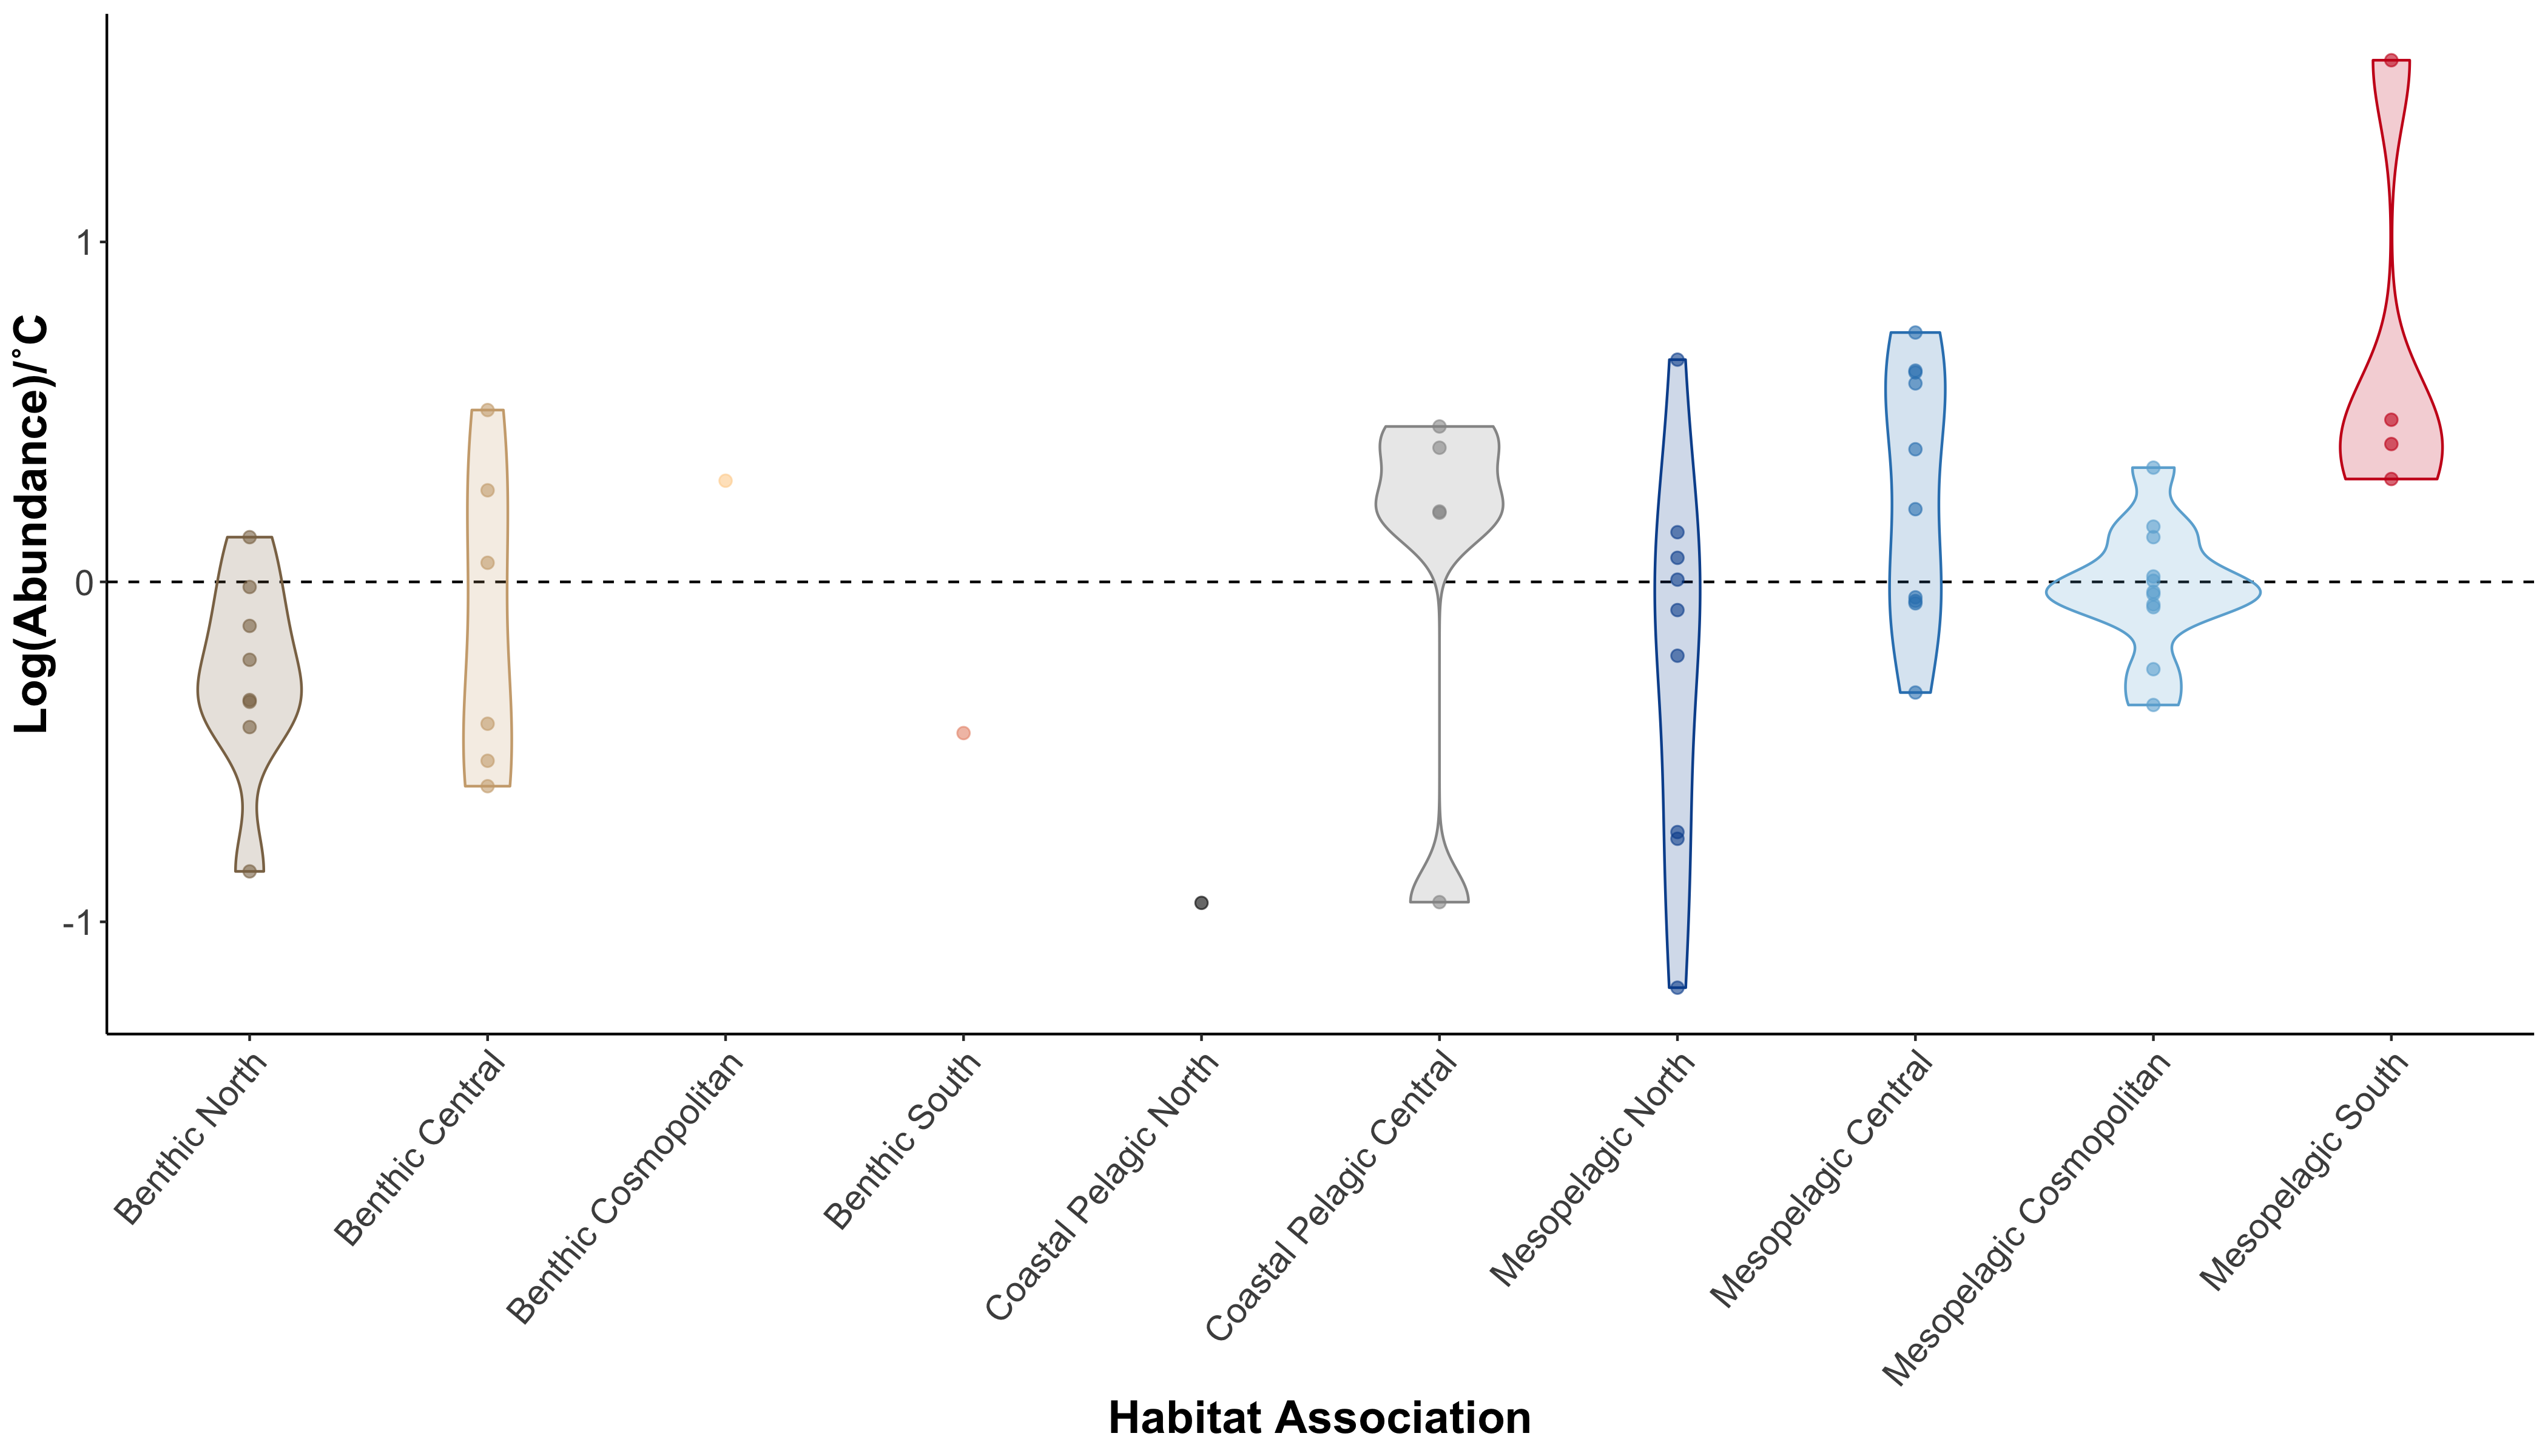 Log(Abundance)/˚C
1
0
-1
Benthic North
Benthic Central
Benthic Cosmopolitan
Benthic South
Coastal Pelagic North
Coastal Pelagic Central
Mesopelagic North
Mesopelagic Central
Mesopelagic Cosmopolitan
Mesopelagic South
Habitat Association